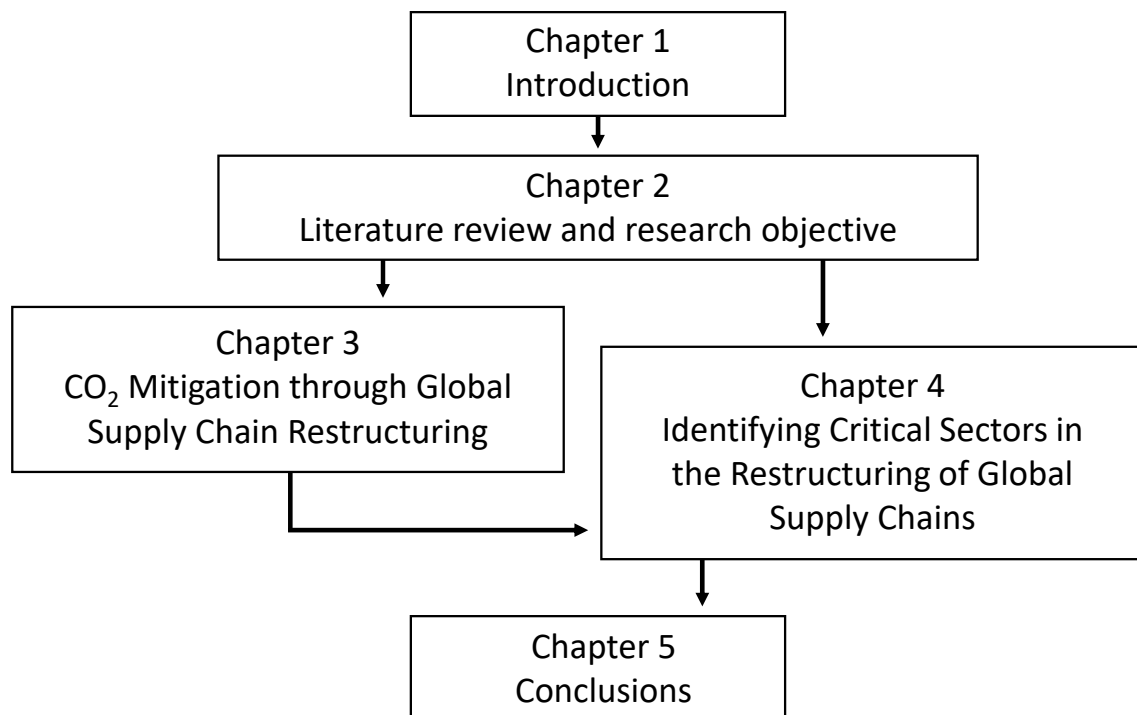 Chapter 1
Introduction
Chapter 2
Literature review and research objective
Chapter 3
CO₂ Mitigation through Global
Supply Chain Restructuring
Chapter 4
Identifying Critical Sectors in
the Restructuring of Global
Supply Chains
Chapter 5
Conclusions